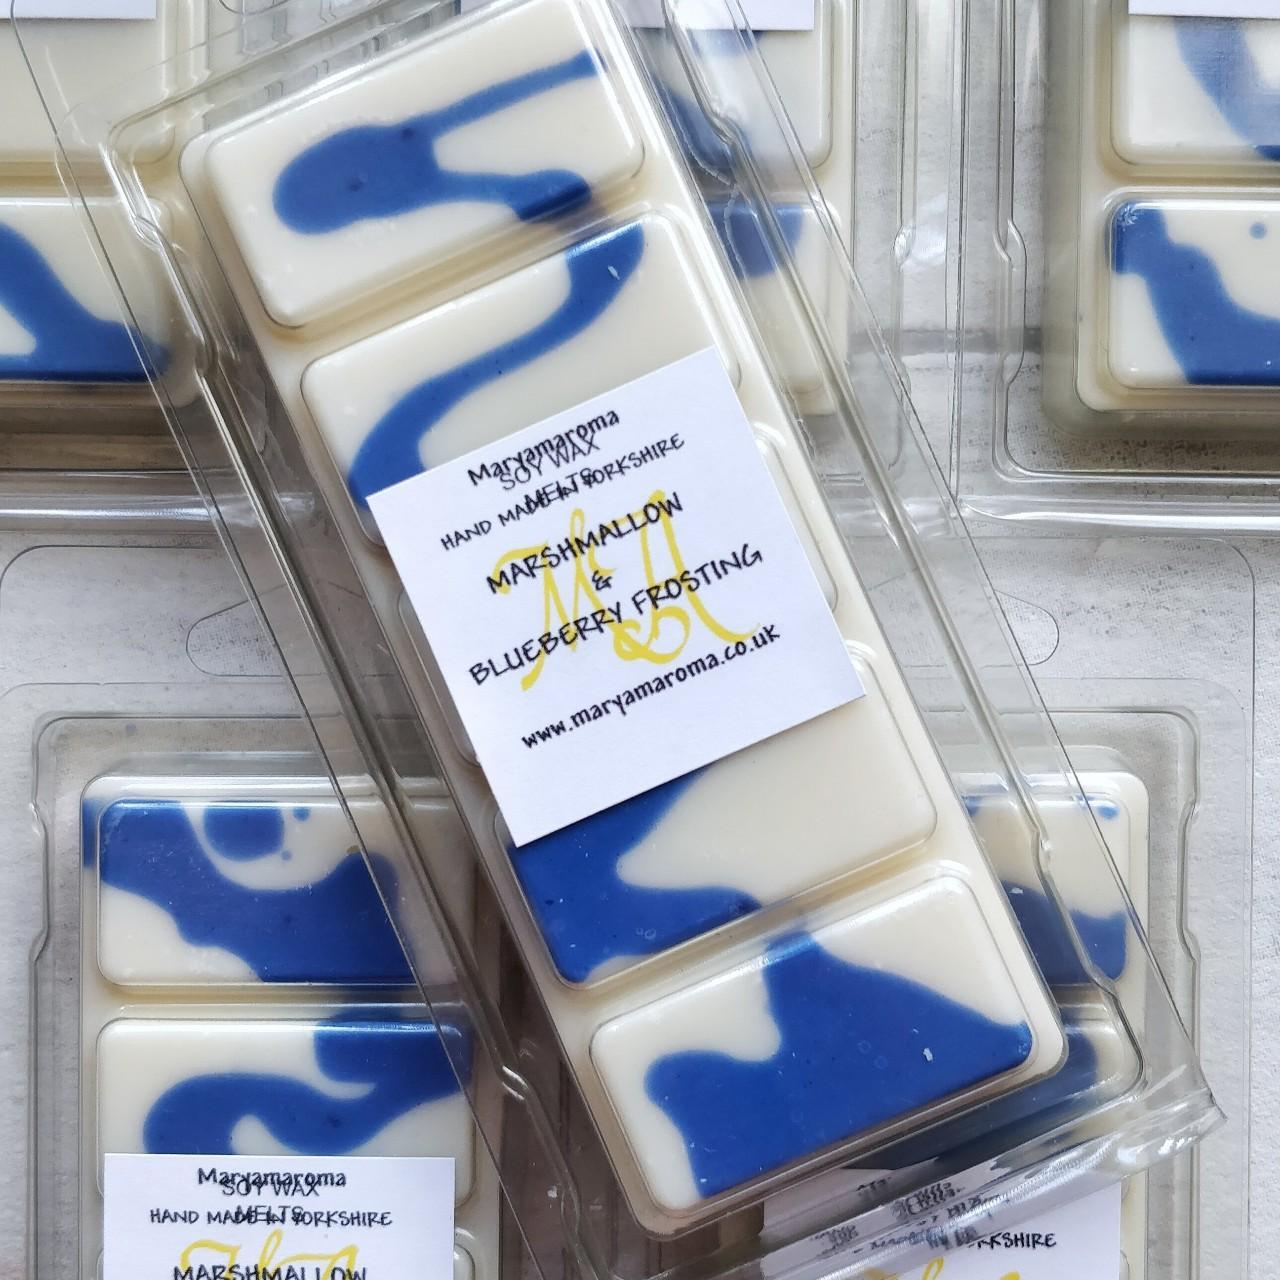 Maryamaroma
SOY WAX
MELTS
HAND MADE IN YORKSHIRE
M&A
MARSHMALLOW
&
BLUEBERRY FROSTING
www.maryamaroma.co.uk
Maryamaroma
SOY WAX
MELTS
HAND MADE IN YORKSHIRE
MARSHMALLOW